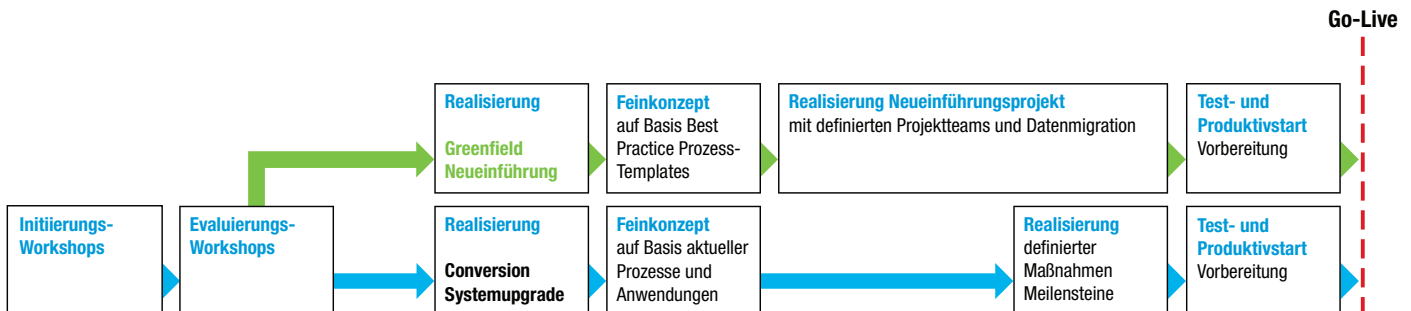 Go-Live
Realisierung
Greenfield
Neueinführung
Feinkonzept
auf Basis Best
Practice Prozess-
Templates
Realisierung Neueinführungsprojekt
mit definierten Projektteams und Datenmigration
Test- und
Produktivstart
Vorbereitung
Initiierungs-
Workshops
Evaluierungs-
Workshops
Realisierung
Conversion
Systemupgrade
Feinkonzept
auf Basis aktueller
Prozesse und
Anwendungen
Realisierung
definierter
Maßnahmen
Meilensteine
Test- und
Produktivstart
Vorbereitung